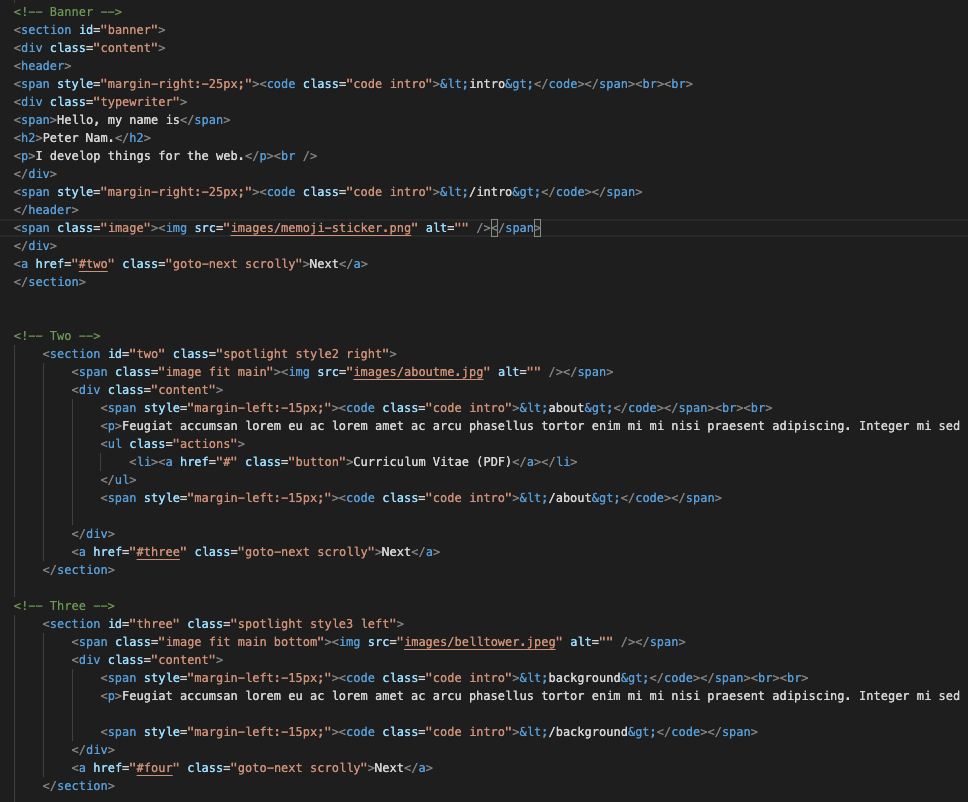 <!-- Banner -->
<section id="banner">
<div class="content">
<header>
<span style="margin-right:-25px;"><code class="code intro">&lt;intro&gt;</code></span><br><br>
<div class="typewriter">
<span>Hello, my name is</span>
<h2>Peter Nam.</h2>
<p>I develop things for the web.</p><br />
</div>
<span style="margin-right:-25px;"><code class="code intro">&lt;/intro&gt;</code></span>
</header>
<span class="image"><img src="images/memoji-sticker.png" alt="" /></span>
</div>
<a href="#two" class="goto-next scrolly">Next</a>
</section>
<!-- Two -->
<section id="two" class="spotlight style2 right">
<span class="image fit main"><img src="images/aboutme.jpg" alt="" /></span>
<div class="content">
<span style="margin-left:-15px;"><code class="code intro">&lt;about&gt;</code></span><br><br>
<p>Feugiat accumsan lorem eu ac lorem amet ac arcu phasellus tortor enim mi mi nisi praesent adipiscing. Integer mi sed
<ul class="actions">
<li><a href="#" class="button">Curriculum Vitae (PDF)</a></li>
</ul>
<span style="margin-left:-15px;"><code class="code intro">&lt;/about&gt;</code></span>
</div>
<a href="#three" class="goto-next scrolly">Next</a>
</section>
<!-- Three -->
<section id="three" class="spotlight style3 left">
<span class="image fit main bottom"><img src="images/belltower.jpeg" alt="" /></span>
<div class="content">
<span style="margin-left:-15px;"><code class="code intro">&lt;background&gt;</code></span><br><br>
<p>Feugiat accumsan lorem eu ac lorem amet ac arcu phasellus tortor enim mi mi nisi praesent adipiscing. Integer mi sed
<span style="margin-left:-15px;"><code class="code intro">&lt;/background&gt;</code></span>
</div>
<a href="#four" class="goto-next scrolly">Next</a>
</section>